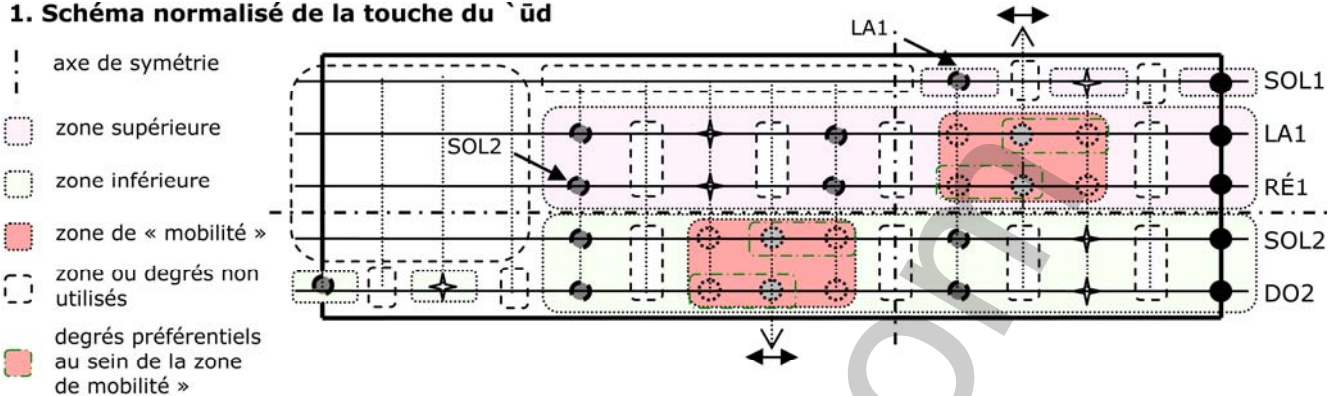 1. Schéma normalisé de la touche du `ūd
axe de symétrie
zone supérieure
zone inférieure
zone de « mobilité »
zone ou degrés non
utilisés
degrés préférentiels
au sein de la zone
de mobilité »
LA1
SOL2
SOL1
LA1
RÉ1
SOL2
DO2